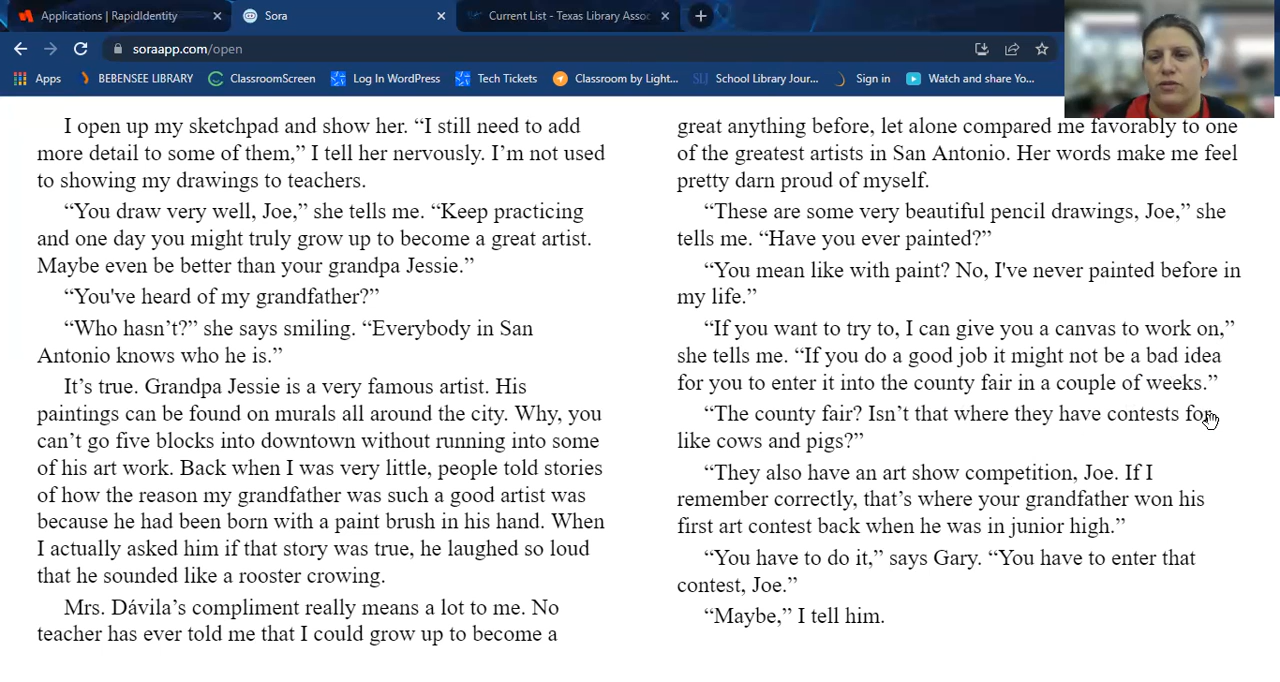 Applications | RapidIdentity
Sora
Current List - Texas Library Assoc
soraapp.com/open
Apps
BEBENSEE LIBRARY
ClassroomScreen
Log In WordPress
Tech Tickets
Classroom by Light...
SLJ
School Library Jour...
Sign in
Watch and share Yo...
I open up my sketchpad and show her. “I still need to add
more detail to some of them,” I tell her nervously. I’m not used
to showing my drawings to teachers.
“You draw very well, Joe,” she tells me. “Keep practicing
and one day you might truly grow up to become a great artist.
Maybe even be better than your grandpa Jessie.”
“You've heard of my grandfather?”
“Who hasn’t?” she says smiling. “Everybody in San
Antonio knows who he is.”
It’s true. Grandpa Jessie is a very famous artist. His
paintings can be found on murals all around the city. Why, you
can’t go five blocks into downtown without running into some
of his art work. Back when I was very little, people told stories
of how the reason my grandfather was such a good artist was
because he had been born with a paint brush in his hand. When
I actually asked him if that story was true, he laughed so loud
that he sounded like a rooster crowing.
Mrs. Dávila’s compliment really means a lot to me. No
teacher has ever told me that I could grow up to become a
great anything before, let alone compared me favorably to one
of the greatest artists in San Antonio. Her words make me feel
pretty darn proud of myself.
“These are some very beautiful pencil drawings, Joe,” she
tells me. “Have you ever painted?”
“You mean like with paint? No, I've never painted before in
my life.”
“If you want to try to, I can give you a canvas to work on,”
she tells me. “If you do a good job it might not be a bad idea
for you to enter it into the county fair in a couple of weeks.”
“The county fair? Isn’t that where they have contests for
like cows and pigs?”
“They also have an art show competition, Joe. If I
remember correctly, that’s where your grandfather won his
first art contest back when he was in junior high.”
“You have to do it,” says Gary. “You have to enter that
contest, Joe.”
“Maybe,” I tell him.